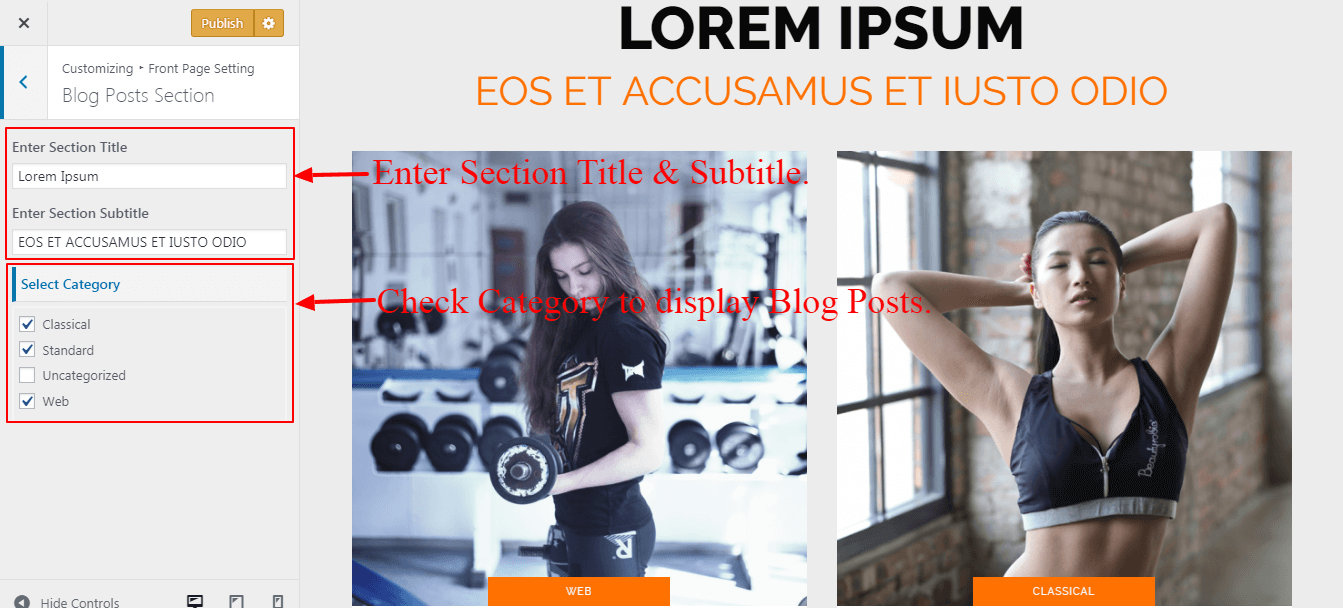 Publish
Customizing ▸ Front Page Setting
Blog Posts Section
Enter Section Title
Lorem Ipsum
Enter Section Subtitle
EOS ET ACCUSAMUS ET IUSTO ODIO
Select Category
Classical
Standard
Uncategorized
Web
Hide Controls
LOREM IPSUM
EOS ET ACCUSAMUS ET IUSTO ODIO
Enter Section Title & Subtitle.
Check Category to display Blog Posts.
Beautyrobic
WEB
CLASSICAL